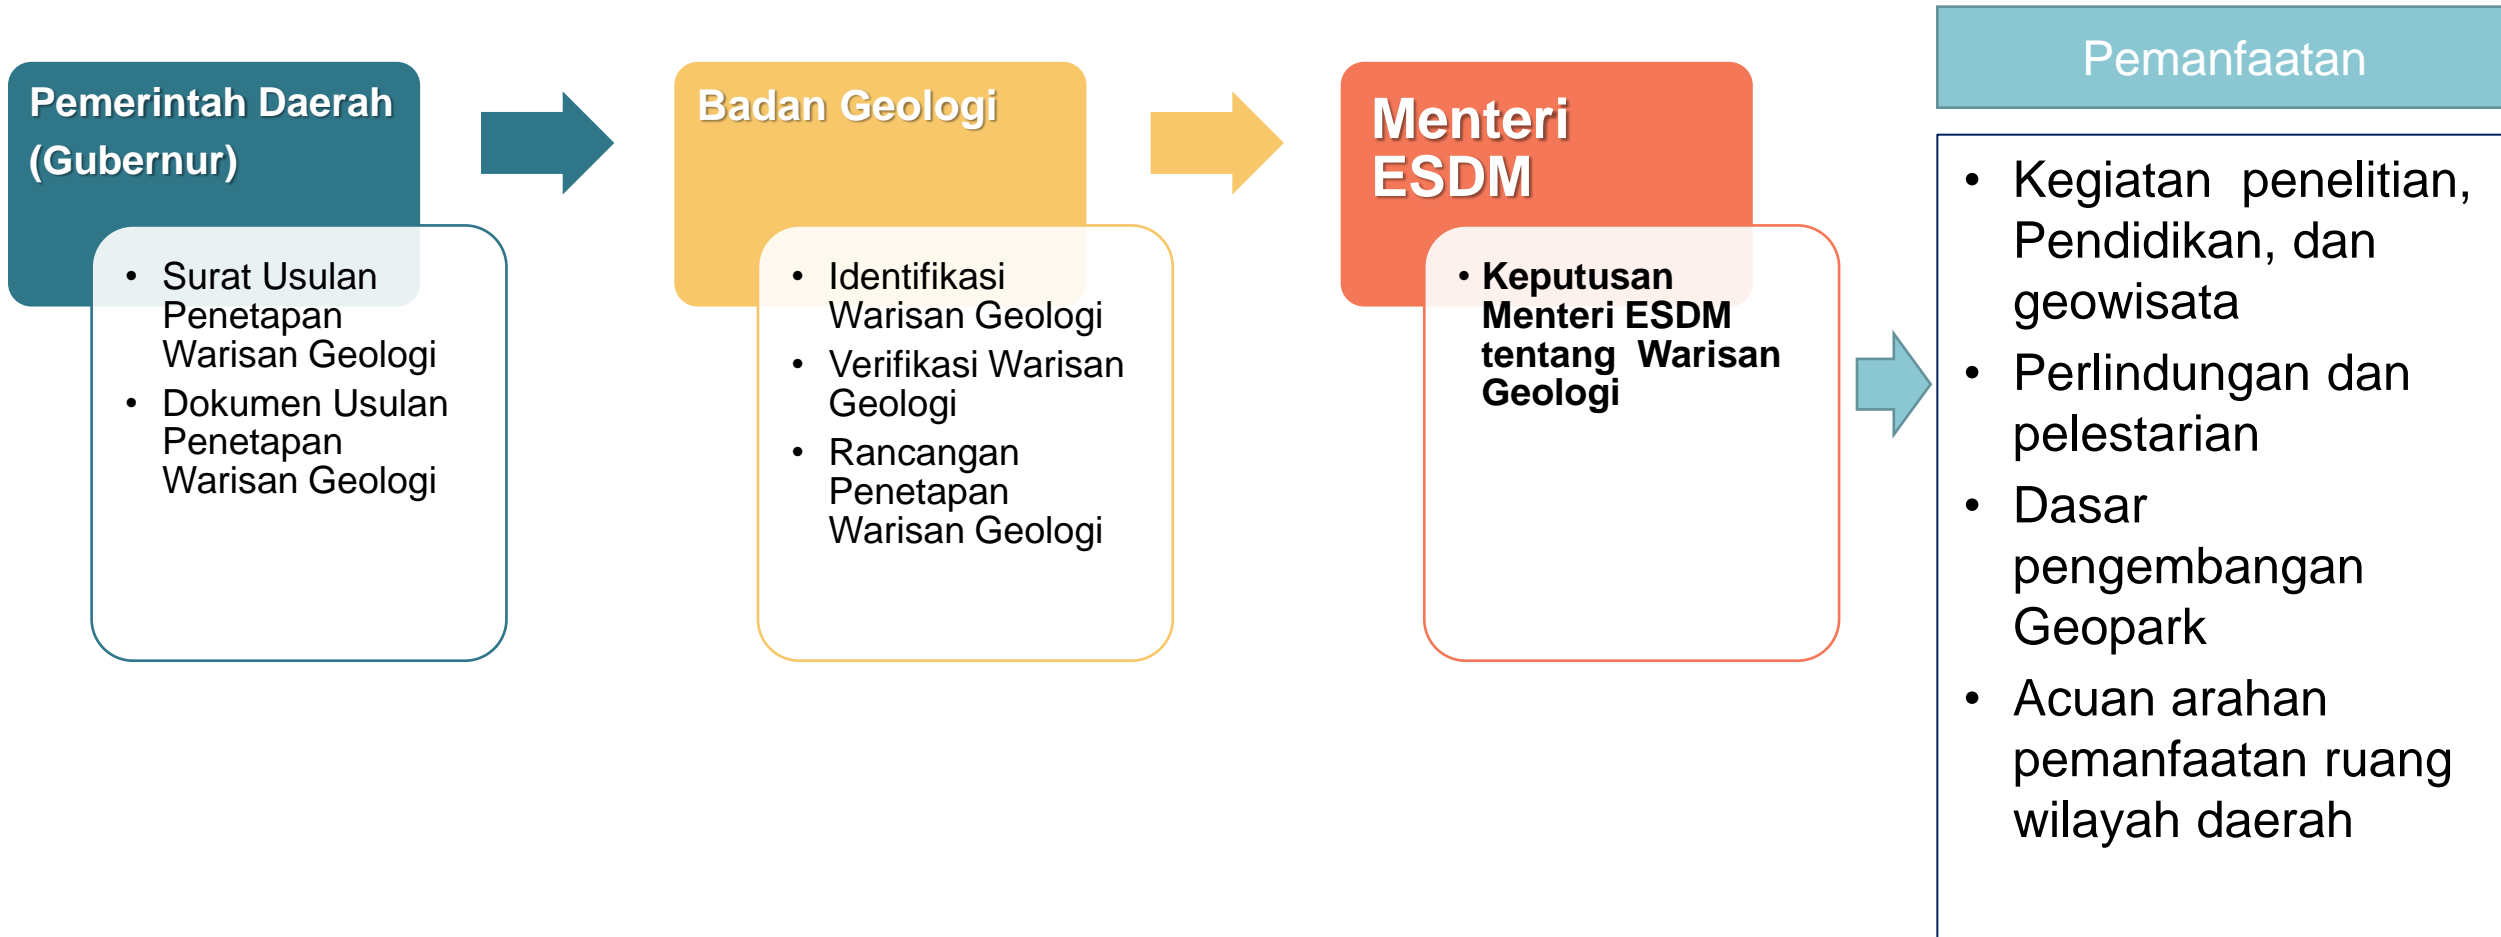 Pemerintah Daerah
(Gubernur)
• Surat Usulan
Penetapan
Warisan Geologi
• Dokumen Usulan
Penetapan
Warisan Geologi
Badan Geologi
• Identifikasi
Warisan Geologi
• Verifikasi Warisan
Geologi
• Rancangan
Penetapan
Warisan Geologi
Menteri
ESDM
• Keputusan
Menteri ESDM
tentang Warisan
Geologi
Pemanfaatan
• Kegiatan penelitian,
Pendidikan, dan
geowisata
• Perlindungan dan
pelestarian
• Dasar
pengembangan
Geopark
• Acuan arahan
pemanfaatan ruang
wilayah daerah